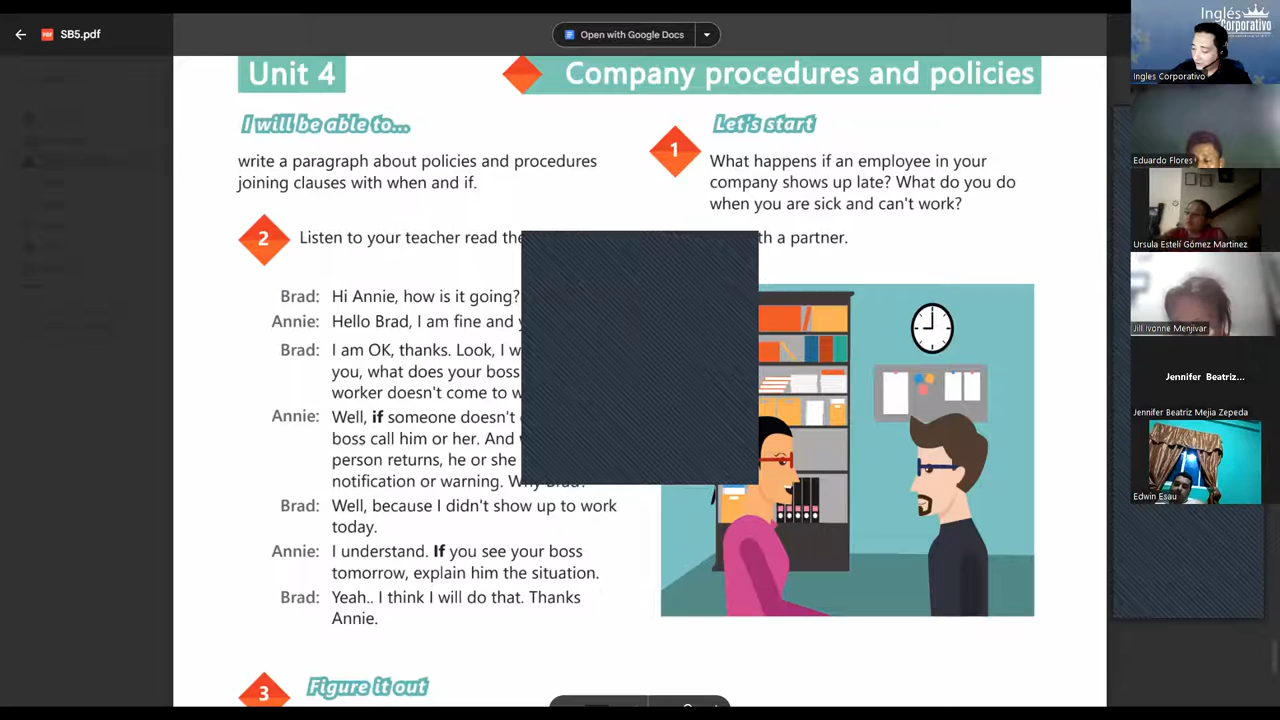 SB5.pdf
Open with Google Docs
Unit 4
Company procedures and policies
I will be able to...
write a paragraph about policies and procedures
joining clauses with when and if.
1
Let's start
What happens if an employee in your
company shows up late? What do you do
when you are sick and can't work?
2
Listen to your teacher read the
a partner.
Brad: Hi Annie, how is it going?
Annie: Hello Brad, I am fine and
Brad: I am OK, thanks. Look, I
you, what does your boss
worker doesn't come to
Annie: Well, if someone doesn't
boss call him or her. And
person returns, he or she
notification or warning. Why Brad?
Brad: Well, because I didn't show up to work
today.
Annie: I understand. If you see your boss
tomorrow, explain him the situation.
Brad: Yeah.. I think I will do that. Thanks
Annie.
3
Figure it out
Inglés
Corporativo
Ingles Corporativo
Eduardo Flores
Ursula Estelí Gómez Martinez
Jill Ivonne Menjivar
Jennifer Beatriz...
Jennifer Beatriz Mejia Zepeda
Edwin Esau